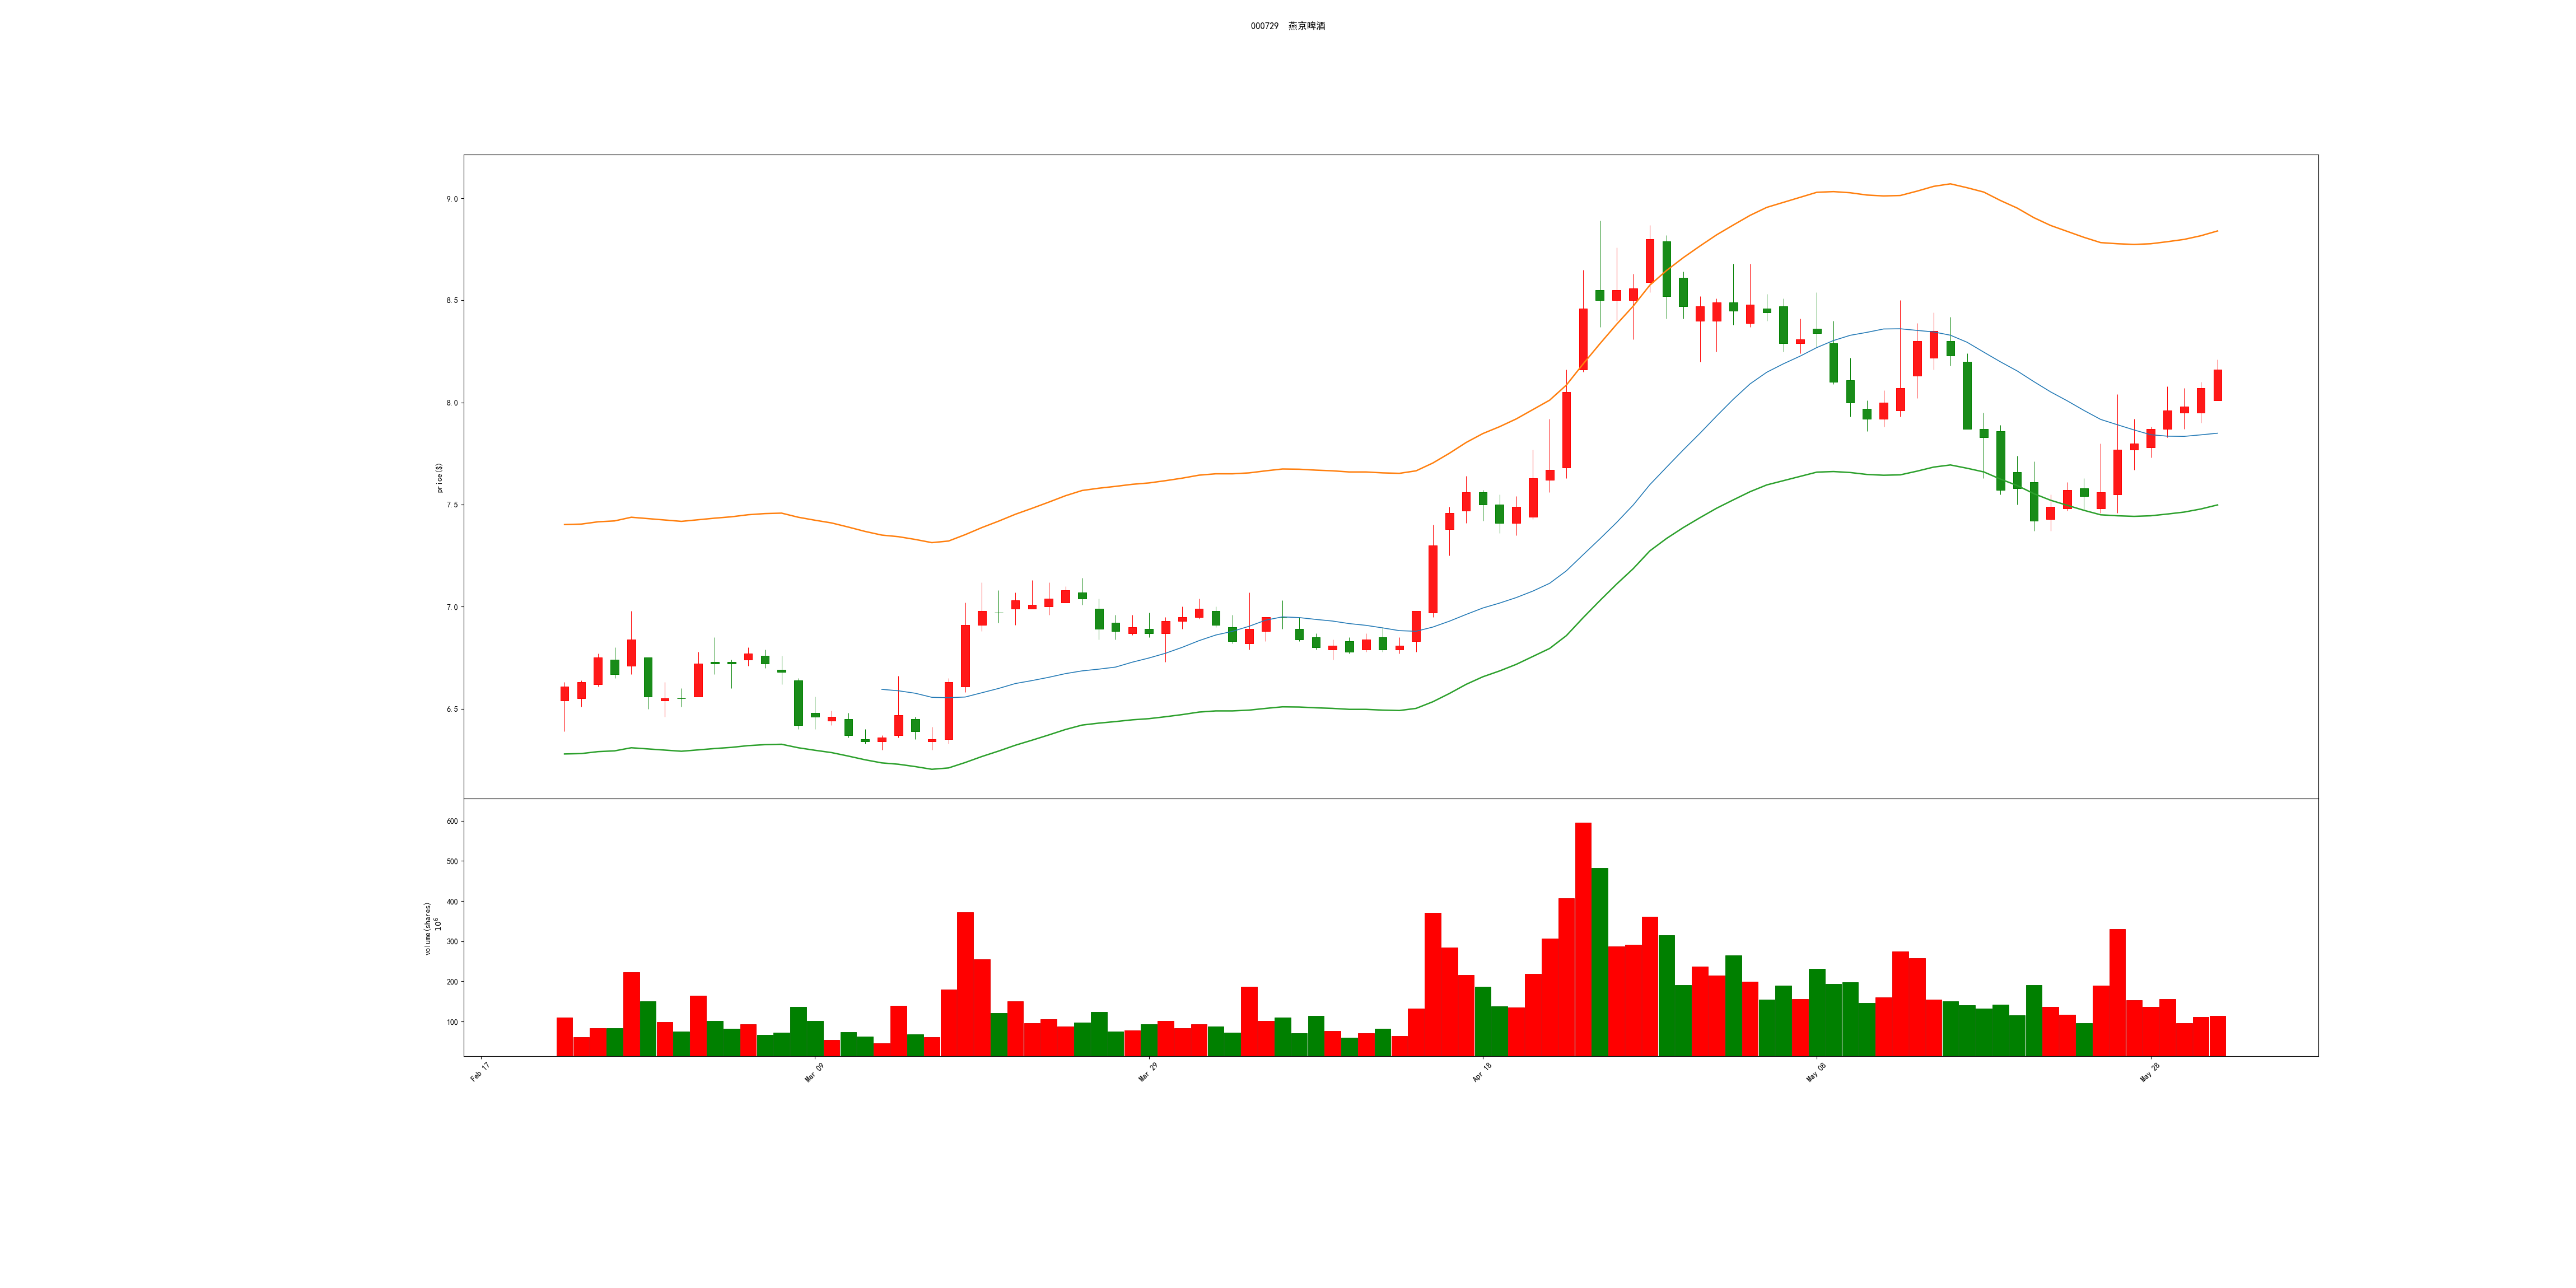 000729 燕京啤酒
9.0
8.5
8.0
7.5
7.0
6.5
price($)
600
500
400
300
200
100
volume(shares)
10^6
Feb 17
Mar 09
Mar 29
Apr 18
May 08
May 28